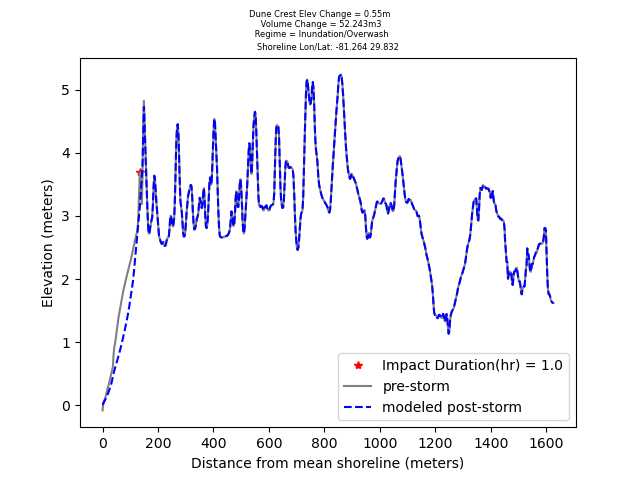 Dune Crest Elev Change = 0.55m
Volume Change = 52.243m3
Regime = Inundation/Overwash
Shoreline Lon/Lat: -81.264 29.832
5
4
3
2
1
0
Elevation (meters)
Impact Duration(hr) = 1.0
pre-storm
modeled post-storm
0 200 400 600 800 1000 1200 1400 1600
Distance from mean shoreline (meters)